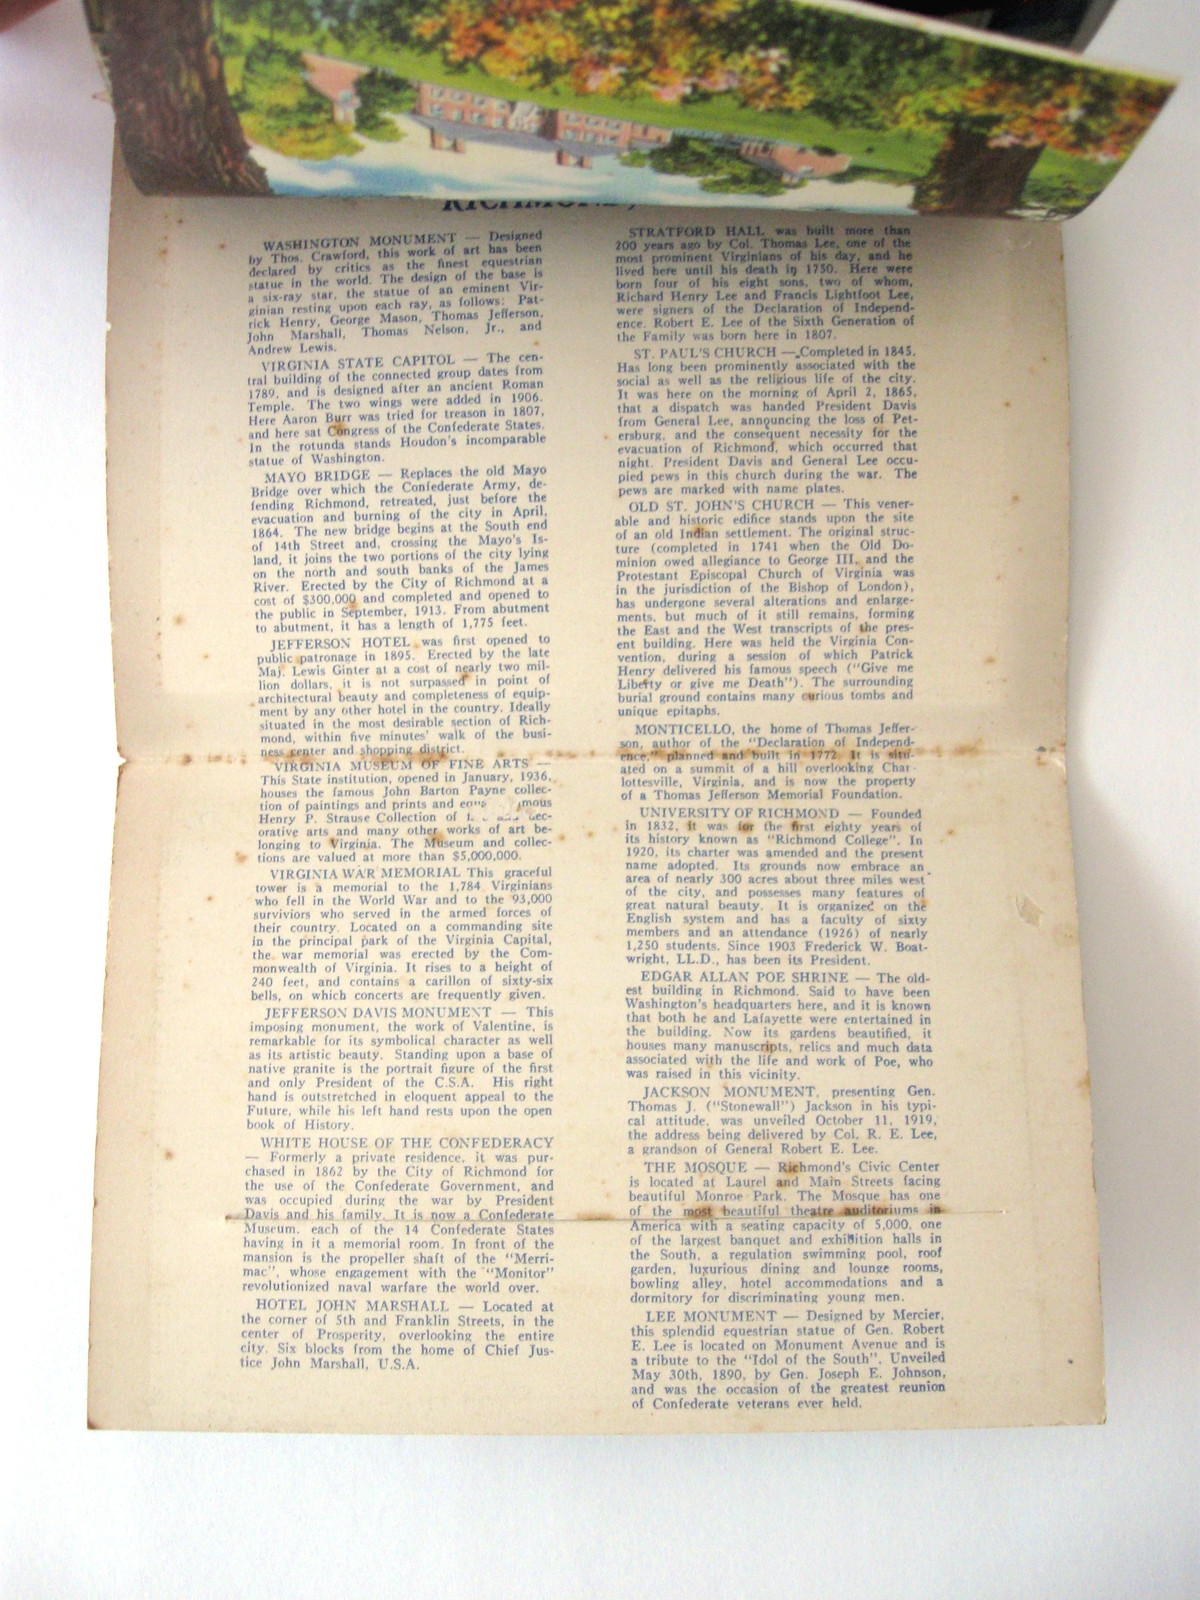 RICHMOND,
WASHINGTON MONUMENT — Designed
by Thos. Crawford, this work of art has been
declared by critics as the finest equestrian
statue in the world. The design of the base is
a six-ray star, the statue of an eminent Vir-
ginian resting upon each ray, as follows: Pat-
rick Henry, George Mason, Thomas Jefferson,
John Marshall, Thomas Nelson, Jr., and
Andrew Lewis.
VIRGINIA STATE CAPITOL — The cen-
tral building of the connected group dates from
1789, and is designed after an ancient Roman
Temple. The two wings were added in 1906.
Here Aaron Burr was tried for treason in 1807,
and here sat Congress of the Confederate States.
In the rotunda stands Houdon's incomparable
statue of Washington.
MAYO BRIDGE — Replaces the old Mayo
Bridge over which the Confederate Army, de-
fending Richmond, retreated, just before the
evacuation and burning of the city in April,
1864. The new bridge begins at the South end
of 14th Street and, crossing the Mayo's Is-
land, it joins the two portions of the city lying
on the north and south banks of the James
River. Erected by the City of Richmond at a
cost of $300,000 and completed and opened to
the public in September, 1913. From abutment
to abutment, it has a length of 1,775 feet.
JEFFERSON HOTEL was first opened to
public patronage in 1895. Erected by the late
Maj. Lewis Ginter at a cost of nearly two mil-
lion dollars, it is not surpassed in point of
architectural beauty and completeness of equip-
ment by any other hotel in the country. Ideally
situated in the most desirable section of Rich-
mond, within five minutes' walk of the busi-
ness center and shopping district.
VIRGINIA MUSEUM OF FINE ARTS —
This State institution, opened in January, 1936,
houses the famous John Barton Payne collec-
tion of paintings and prints and
Henry P. Strause Collection of
orative arts and many other works of art be-
longing to Virginia. The Museum and collec-
tions are valued at more than $5,000,000.
VIRGINIA WAR MEMORIAL This graceful
tower is a memorial to the 1,784 Virginians
who fell in the World War and to the 93,000
surviviors who served in the armed forces of
their country. Located on a commanding site
in the principal park of the Virginia Capital,
the war memorial was erected by the Com-
monwealth of Virginia. It rises to a height of
240 feet, and contains a carillon of sixty-six
bells, on which concerts are frequently given.
JEFFERSON DAVIS MONUMENT — This
imposing monument, the work of Valentine, is
remarkable for its symbolical character as well
as its artistic beauty. Standing upon a base of
native granite is the portrait figure of the first
and only President of the C.S.A. His right
hand is outstretched in eloquent appeal to the
Future, while his left hand rests upon the open
book of History.
WHITE HOUSE OF THE CONFEDERACY
— Formerly a private residence, it was pur-
chased in 1862 by the City of Richmond for
the use of the Confederate Government, and
was occupied during the war by President
Davis and his family. It is now a Confederate
Museum, each of the 14 Confederate States
having in it a memorial room. In front of the
mansion is the propeller shaft of the "Merri-
mac", whose engagement with the "Monitor"
revolutionized naval warfare the world over.
HOTEL JOHN MARSHALL — Located at
the corner of 5th and Franklin Streets, in the
center of Prosperity, overlooking the entire
city. Six blocks from the home of Chief Jus-
tice John Marshall, U.S.A.
STRATFORD HALL was built more than
200 years ago by Col. Thomas Lee, one of the
most prominent Virginians of his day, and he
lived here until his death in 1750. Here were
born four of his eight sons, two of whom,
Richard Henry Lee and Francis Lightfoot Lee,
were signers of the Declaration of Independ-
ence. Robert E. Lee of the Sixth Generation of
the Family was born here in 1807.
ST. PAUL'S CHURCH — Completed in 1845.
Has long been prominently associated with the
social as well as the religious life of the city.
It was here on the morning of April 2, 1865,
that a dispatch was handed President Davis
from General Lee, announcing the loss of Pet-
ersburg, and the consequent necessity for the
evacuation of Richmond, which occurred that
night. President Davis and General Lee occu-
pied pews in this church during the war. The
pews are marked with name plates.
OLD ST. JOHN'S CHURCH — This vener-
able and historic edifice stands upon the site
of an old Indian settlement. The original struc-
ture (completed in 1741 when the Old Do-
minion owed allegiance to George III, and the
Protestant Episcopal Church of Virginia was
in the jurisdiction of the Bishop of London),
has undergone several alterations and enlarge-
ments, but much of it still remains, forming
the East and the West transcripts of the pres-
ent building. Here was held the Virginia Con-
vention, during a session of which Patrick
Henry delivered his famous speech ("Give me
Liberty or give me Death"). The surrounding
burial ground contains many curious tombs and
unique epitaphs.
MONTICELLO, the home of Thomas Jeffer-
son, author of the "Declaration of Independ-
ence," planned and built in 1772. It is situ-
ated on a summit of a hill overlooking Char-
lottesville, Virginia, and is now the property
of a Thomas Jefferson Memorial Foundation.
UNIVERSITY OF RICHMOND — Founded
in 1832, it was for the first eighty years of
its history known as "Richmond College". In
1920, its charter was amended and the present
name adopted. Its grounds now embrace an
area of nearly 300 acres about three miles west
of the city, and possesses many features of
great natural beauty. It is organized on the
English system and has a faculty of sixty
members and an attendance (1926) of nearly
1,250 students. Since 1903 Frederick W. Boat-
wright, LL.D., has been its President.
EDGAR ALLAN POE SHRINE — The old-
est building in Richmond. Said to have been
Washington's headquarters here, and it is known
that both he and Lafayette were entertained in
the building. Now its gardens beautified, it
houses many manuscripts, relics and much data
associated with the life and work of Poe, who
was raised in this vicinity.
JACKSON MONUMENT, presenting Gen.
Thomas J. ("Stonewall") Jackson in his typi-
cal attitude, was unveiled October 11, 1919,
the address being delivered by Col. R. E. Lee,
a grandson of General Robert E. Lee.
THE MOSQUE — Richmond's Civic Center
is located at Laurel and Main Streets facing
beautiful Monroe Park. The Mosque has one
of the most beautiful theatre auditoriums in
America with a seating capacity of 5,000, one
of the largest banquet and exhibition halls in
the South, a regulation swimming pool, roof
garden, luxurious dining and lounge rooms,
bowling alley, hotel accommodations and a
dormitory for discriminating young men.
LEE MONUMENT — Designed by Mercier,
this splendid equestrian statue of Gen. Robert
E. Lee is located on Monument Avenue and is
a tribute to the "Idol of the South". Unveiled
May 30th, 1890, by Gen. Joseph E. Johnson,
and was the occasion of the greatest reunion
of Confederate veterans ever held.